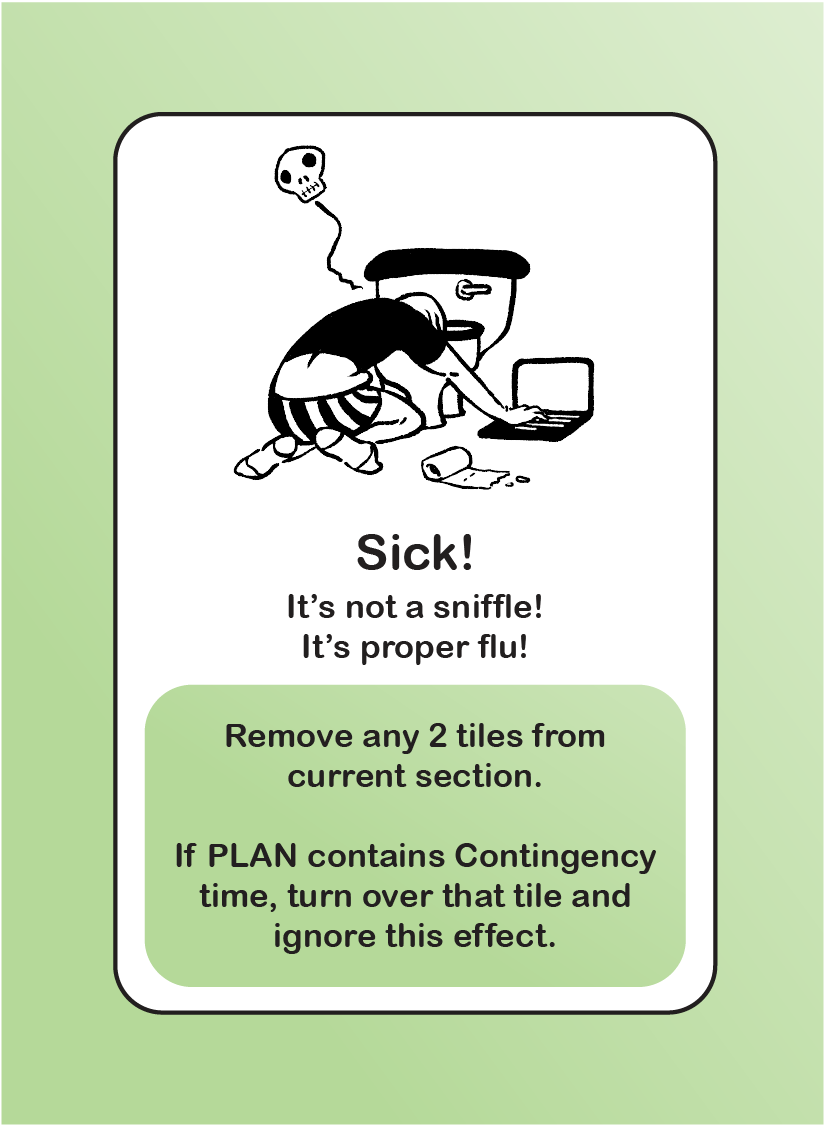 Sick!
It's not a sniffle!
It's proper flu!
Remove any 2 tiles from
current section.
If PLAN contains Contingency
time, turn over that tile and
ignore this effect.